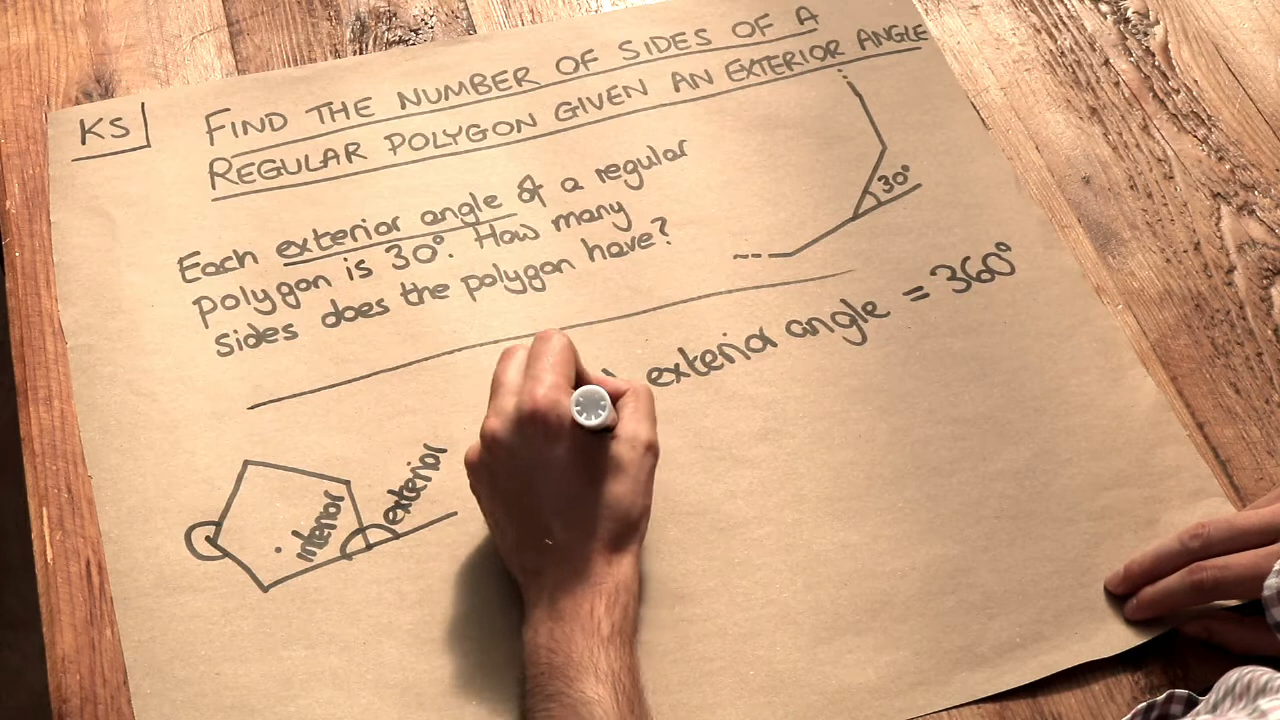 KS
FIND THE NUMBER OF SIDES OF A
REGULAR POLYGON GIVEN AN EXTERIOR ANGLE
Each exterior angle of a regular
polygon is 30°. How many
sides does the polygon have?
30°
exterior angle = 360°
interior
exterior